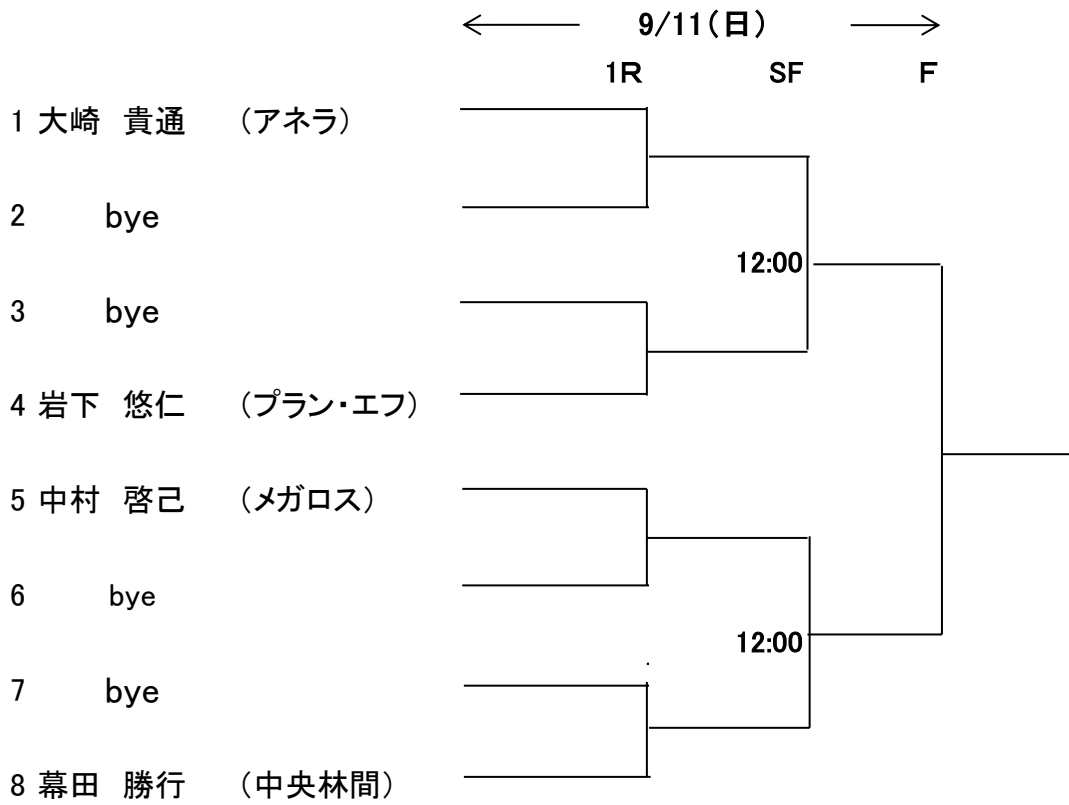 9/11(日)
1R SF F
1 大崎 貴通 (アネラ)
2 bye
12:00
3 bye
4 岩下 悠仁 (プラン・エフ)
5 中村 啓己 (メガロス)
6 bye
12:00
7 bye
8 幕田 勝行 (中央林間)